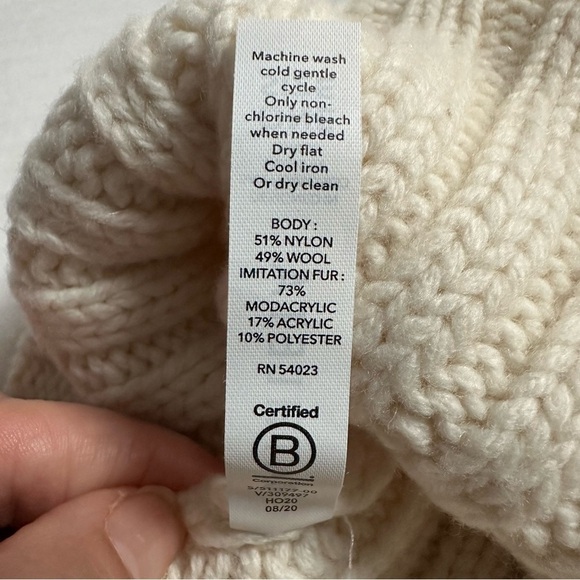 Machine wash
cold gentle
cycle
Only non-
chlorine bleach
when needed
Dry flat
Cool iron
Or dry clean
BODY :
51% NYLON
49% WOOL
IMITATION FUR :
73%
MODACRYLIC
17% ACRYLIC
10% POLYESTER
RN 54023
Certified
B
Corporation
V/309497
HO20
08/20